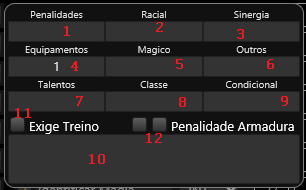 Penalidades Racial Sinergia
1 2 3
Equipamentos Magico Outros
1 4 5 6
Talentos Classe Condicional
7 8 9
11
Exige Treino Penalidade Armadura
12
10